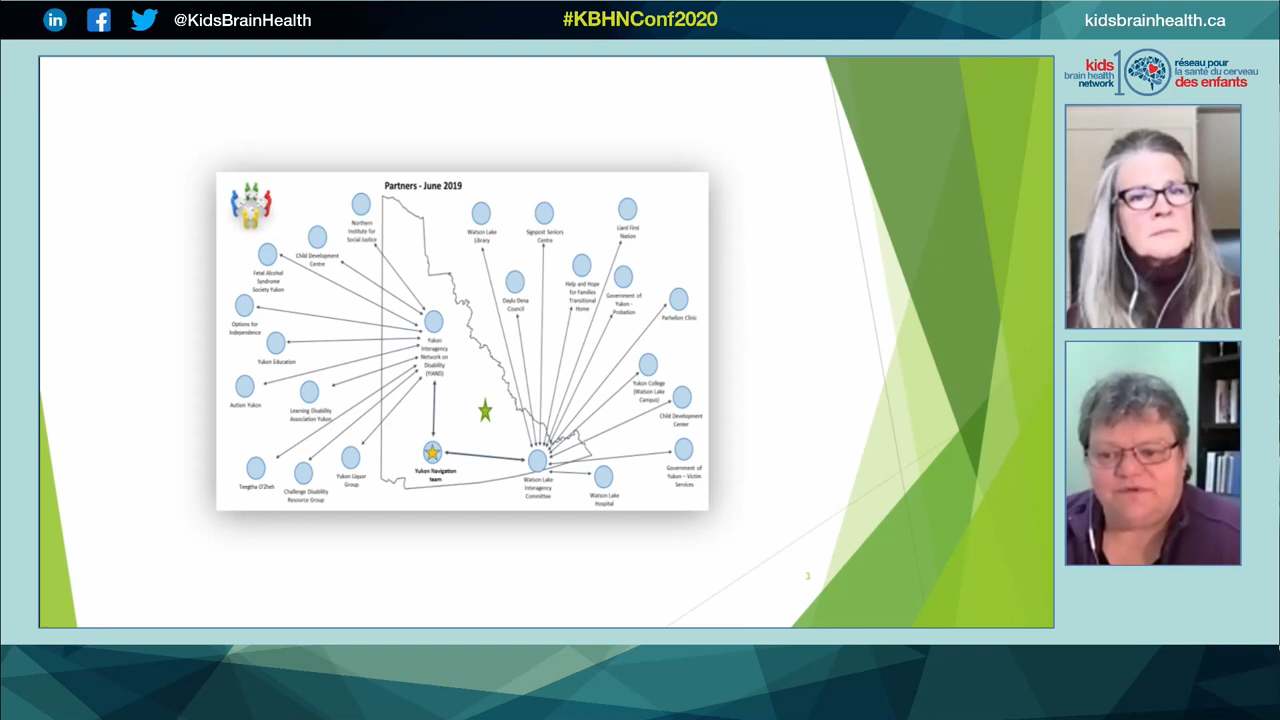 @KidsBrainHealth
#KBHNConf2020
kidsbrainhealth.ca
kids
brain health
network
10
réseau pour
la santé du cerveau
des enfants
Partners - June 2019
Northern
Institute for
Social Justice
Child Development
Centre
Fetal Alcohol
Syndrome
Society Yukon
Options for
Independence
Yukon Education
Autism Yukon
Learning Disability
Association Yukon
Teegtha O'Zheh
Challenge Disability
Resource Group
Yukon Liquor
Group
Yukon
Interagency
Network on
Disability
(YIAND)
Yukon Navigation
team
Watson Lake
Library
Signpost Seniors
Centre
Liard First
Nation
Daylu Dena
Council
Help and Hope
for Families
Transitional
Home
Government of
Yukon -
Probation
Parhelion Clinic
Yukon College
(Watson Lake
Campus)
Child Development
Center
Government of
Yukon – Victim
Services
Watson Lake
Hospital
Watson Lake
Interagency
Committee
3